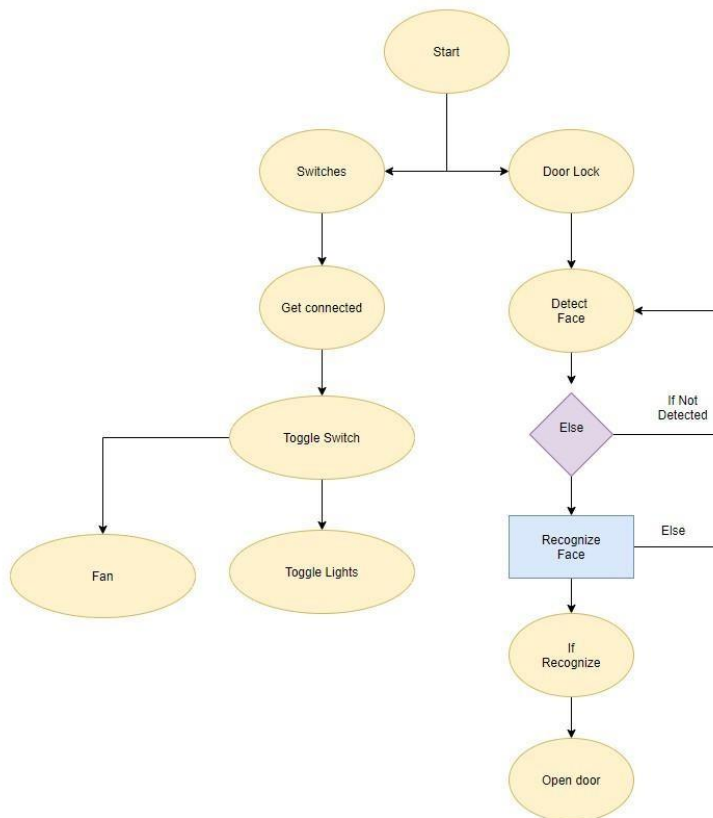 Start
Switches
Door Lock
Get connected
Detect
Face
If Not
Detected
Else
Toggle Switch
Recognize
Face
Else
Fan
Toggle Lights
If
Recognize
Open door